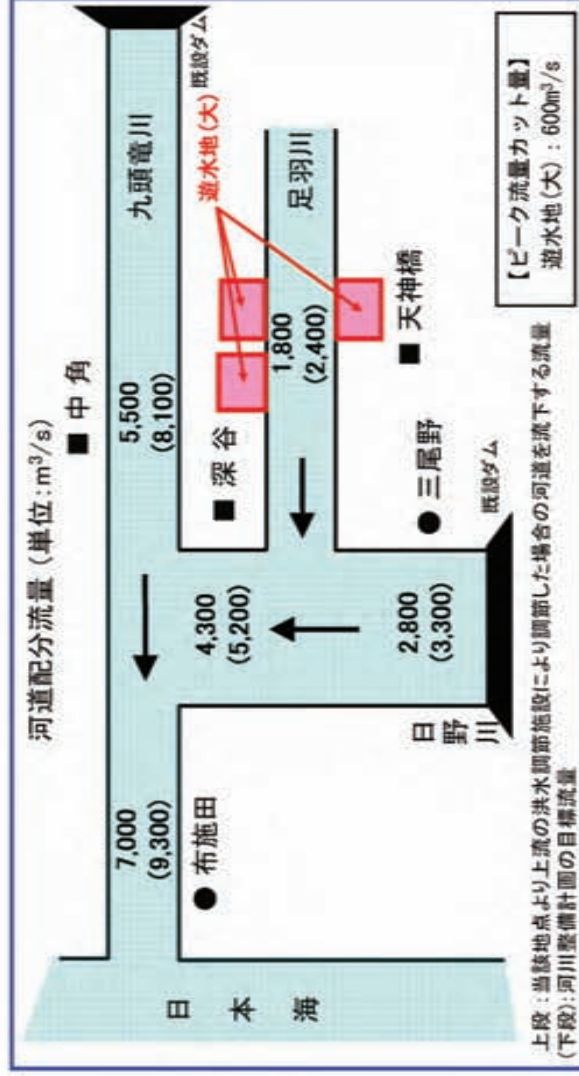 河道配分流量 (単位:m³/s)
■中角
7,000
(9,300)
5,500
(8,100)
九頭竜川
既設ダム
●布施田
日本海
4,300
(5,200)
■深谷
遊水地(大)
1,800
(2,400)
足羽川
2,800
(3,300)
日野川
●三尾野
■天神橋
既設ダム
【ピーク流量カット量】
遊水地(大) : 600m³/s
上段 : 当該地点より上流の洪水調節施設により調節した場合の河道を流下する流量
(下段) : 河川整備計画の目標流量